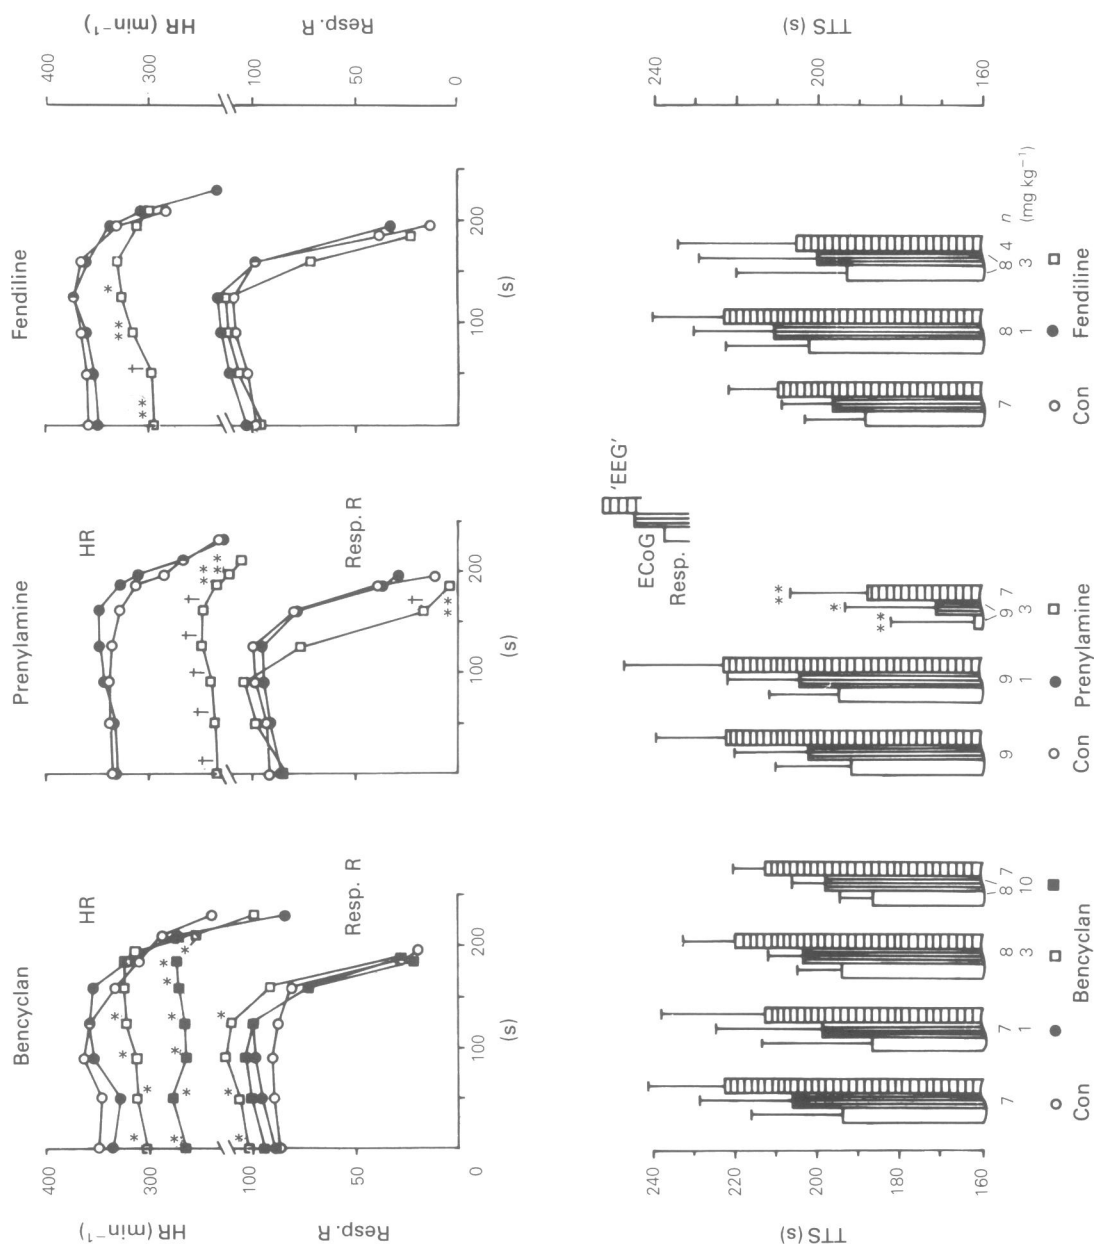 Bencyclan
Prenylamine
Fendiline
HR (min⁻¹)
400
300
Resp. R
100
50
0
HR
Resp. R
100
200
(s)
* * * * * * * * * * * * * *
HR
Resp. R
100
200
(s)
† † † † † ** ** † **
100
200
(s)
** † ** *
HR (min⁻¹)
400
300
Resp. R
100
50
0
TTS (s)
240
220
200
180
160
'EEG'
ECoG
Resp.
** * **
TTS (s)
240
200
160
7 7 8 8 7 9 9 9 7 7 8 8 4 n
1 3 10 1 3 1 3 (mg kg⁻¹)
Con Bencyclan Con Prenylamine Con Fendiline